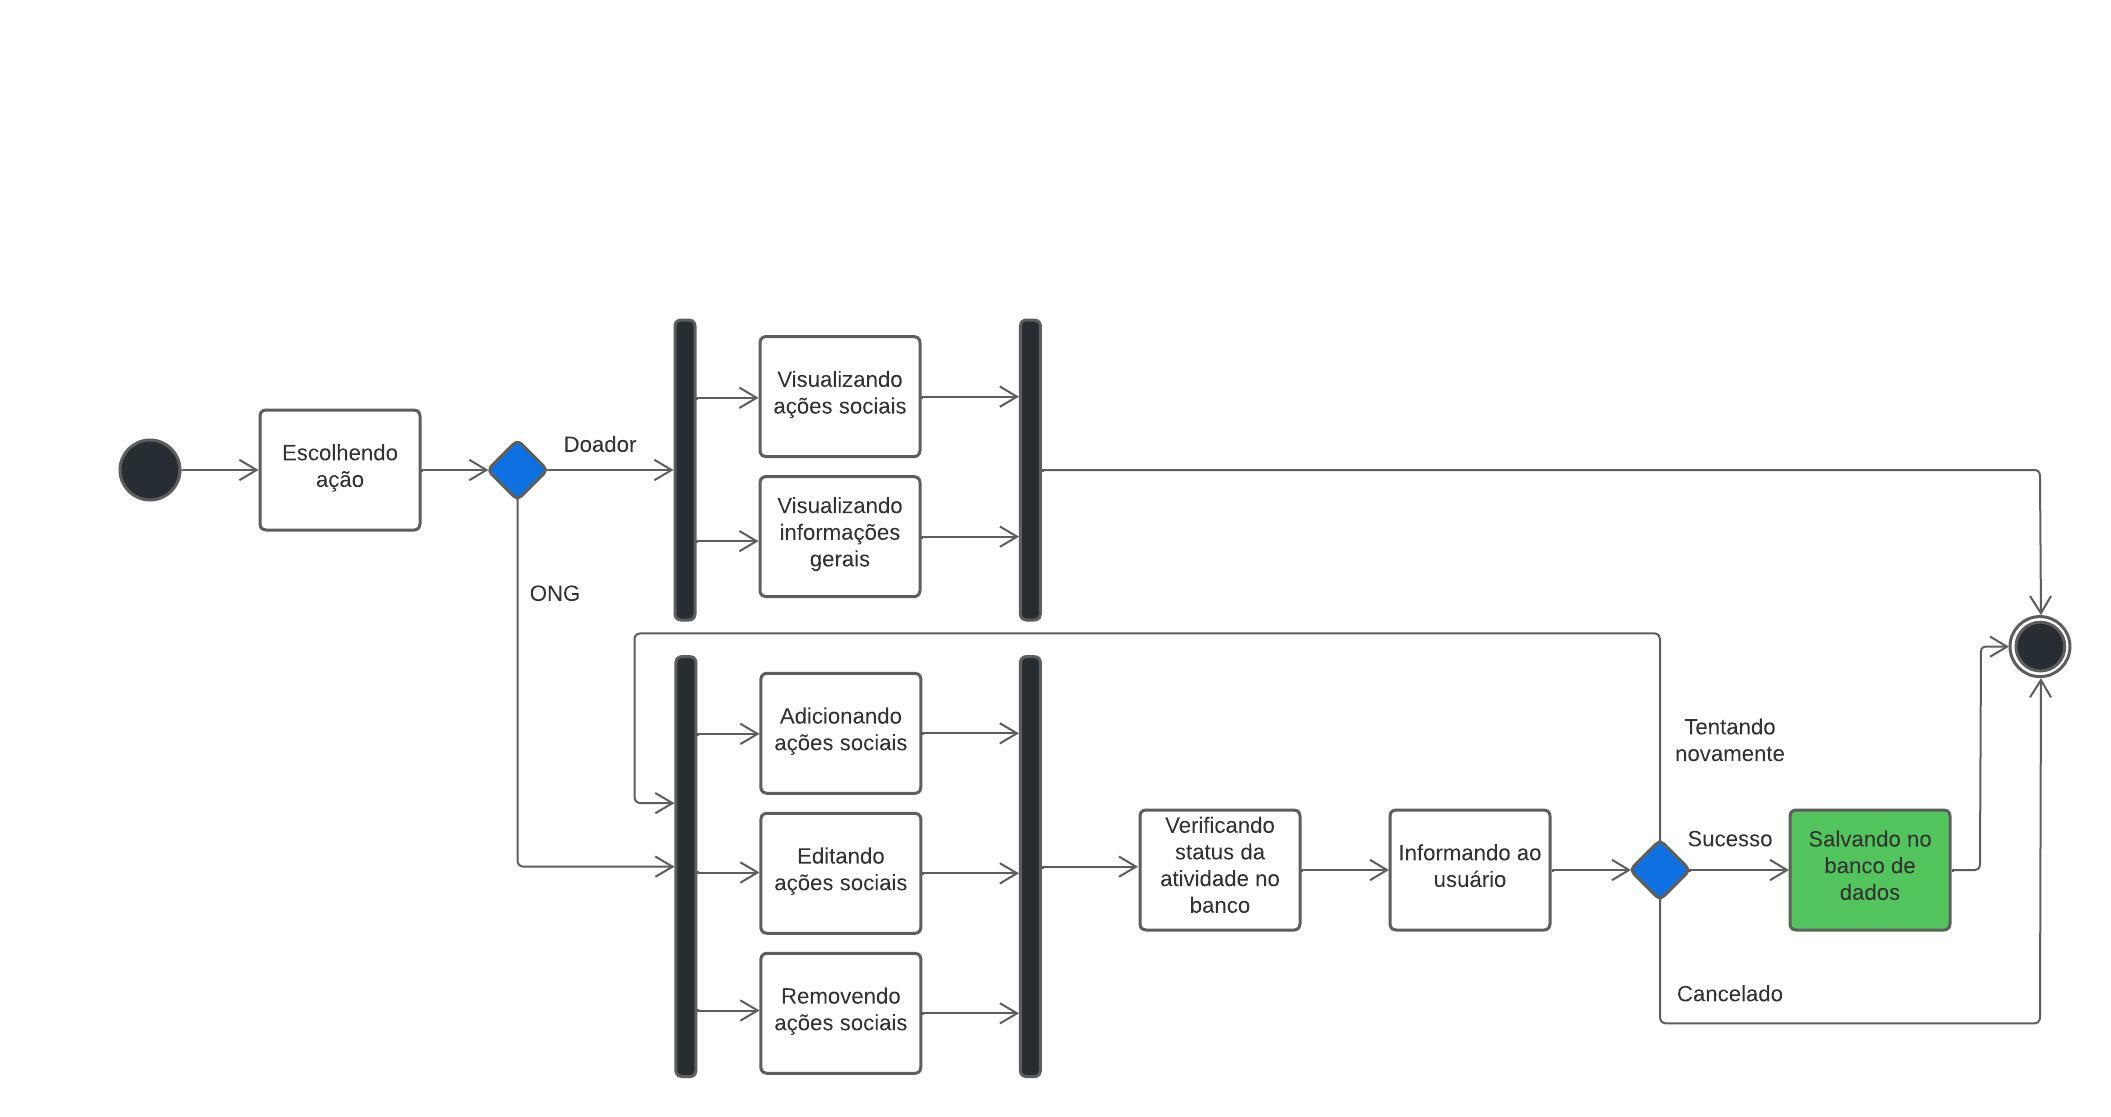 Escolhendo
ação
Doador
ONG
Visualizando
ações sociais
Visualizando
informações
gerais
Adicionando
ações sociais
Editando
ações sociais
Removendo
ações sociais
Verificando
status da
atividade no
banco
Informando ao
usuário
Tentando
novamente
Sucesso
Salvando no
banco de
dados
Cancelado